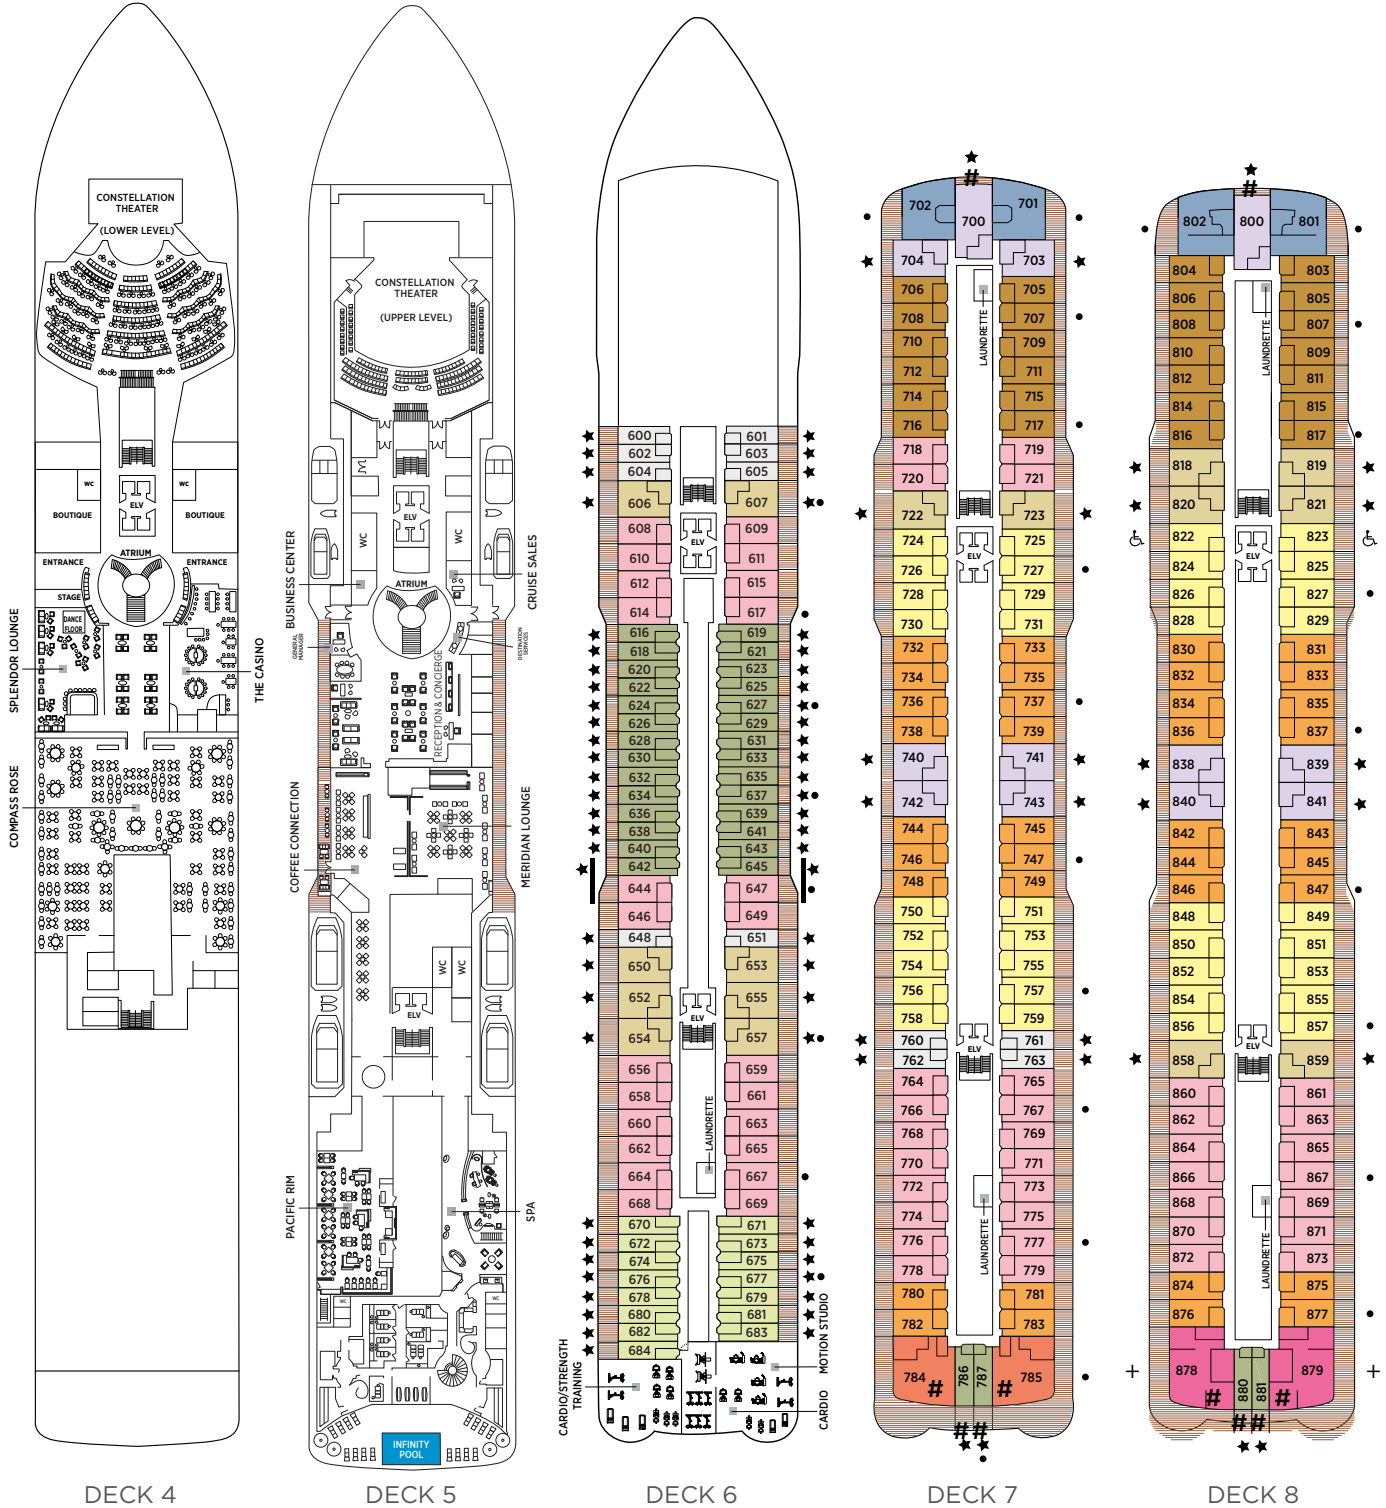 CONSTELLATION
THEATER
(LOWER LEVEL)
WC
WC
BOUTIQUE
ELV
BOUTIQUE
ATRIUM
ENTRANCE
ENTRANCE
STAGE
DANCE
FLOOR
SPLENDOR LOUNGE
THE CASINO
COMPASS ROSE
DECK 4
CONSTELLATION
THEATER
(UPPER LEVEL)
ELV
WC
WC
BUSINESS CENTER
CRUISE SALES
ATRIUM
GENERAL
MANAGER
DESTINATION
SERVICES
RECEPTION & CONCIERGE
COFFEE CONNECTION
MERIDIAN LOUNGE
WC
WC
ELV
PACIFIC RIM
SPA
WC
WC
INFINITY
POOL
DECK 5
600 601
602 603
604 605
606 607
608 609
ELV
610 611
612 615
614 617
616 619
618 621
620 623
622 625
624 627
626 629
628 631
630 633
632 635
634 637
636 639
638 641
640 643
642 645
644 647
646 649
648 651
650 653
652 655
ELV
654 657
656 659
658 661
660 663
662 665
LAUNDRETTE
664 667
668 669
670 671
672 673
674 675
676 677
678 679
680 681
682 683
684
CARDIO/STRENGTH
TRAINING
MOTION STUDIO
CARDIO
DECK 6
#
702 700 701
704 703
706 705
708 707
710 709
712 711
714 715
716 717
LAUNDRETTE
718 719
720 721
722 723
724 725
ELV
726 727
728 729
730 731
732 733
734 735
736 737
738 739
740 741
742 743
744 745
746 747
748 749
750 751
752 753
754 755
756 757
758 759
760 761
ELV
762 763
764 765
766 767
768 769
770 771
772 773
774 775
776 777
778 779
LAUNDRETTE
780 781
782 783
784 786 787 785
# #
# #
DECK 7
#
802 800 801
804 803
806 805
808 807
810 809
812 811
814 815
816 817
LAUNDRETTE
818 819
820 821
822 823
ELV
824 825
826 827
828 829
830 831
832 833
834 835
836 837
838 839
840 841
842 843
844 845
846 847
848 849
850 851
852 853
854 855
856 857
ELV
858 859
860 861
862 863
864 865
866 867
868 869
870 871
872 873
LAUNDRETTE
874 875
876 877
878 880 881 879
# #
# #
DECK 8